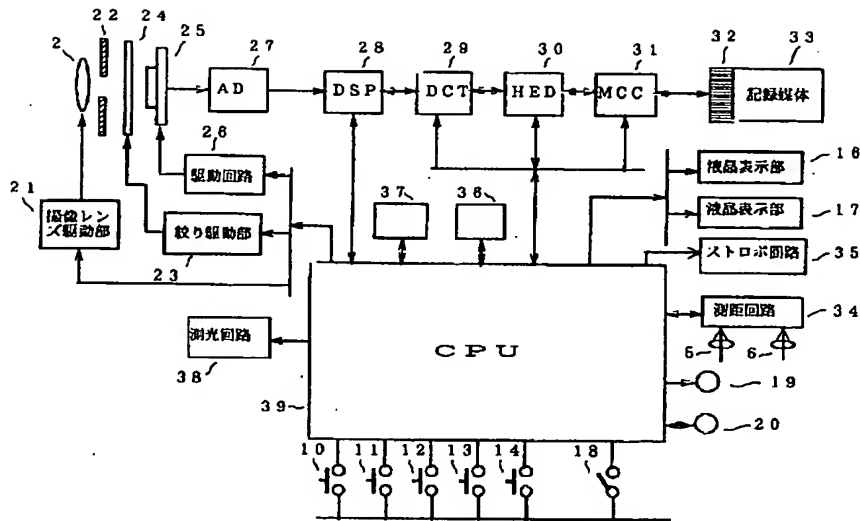 22
24
2
25
27
28
29
30
31
32
33
AD
DSP
DCT
HED
MCC
記録媒体
26
21
駆動回路
撮像レン
ズ駆動部
絞り駆動部
23
37
36
16
液晶表示部
17
液晶表示部
ストロボ回路
35
測距回路
34
5
6
測光回路
38
CPU
39
19
20
10
11
12
13
14
18